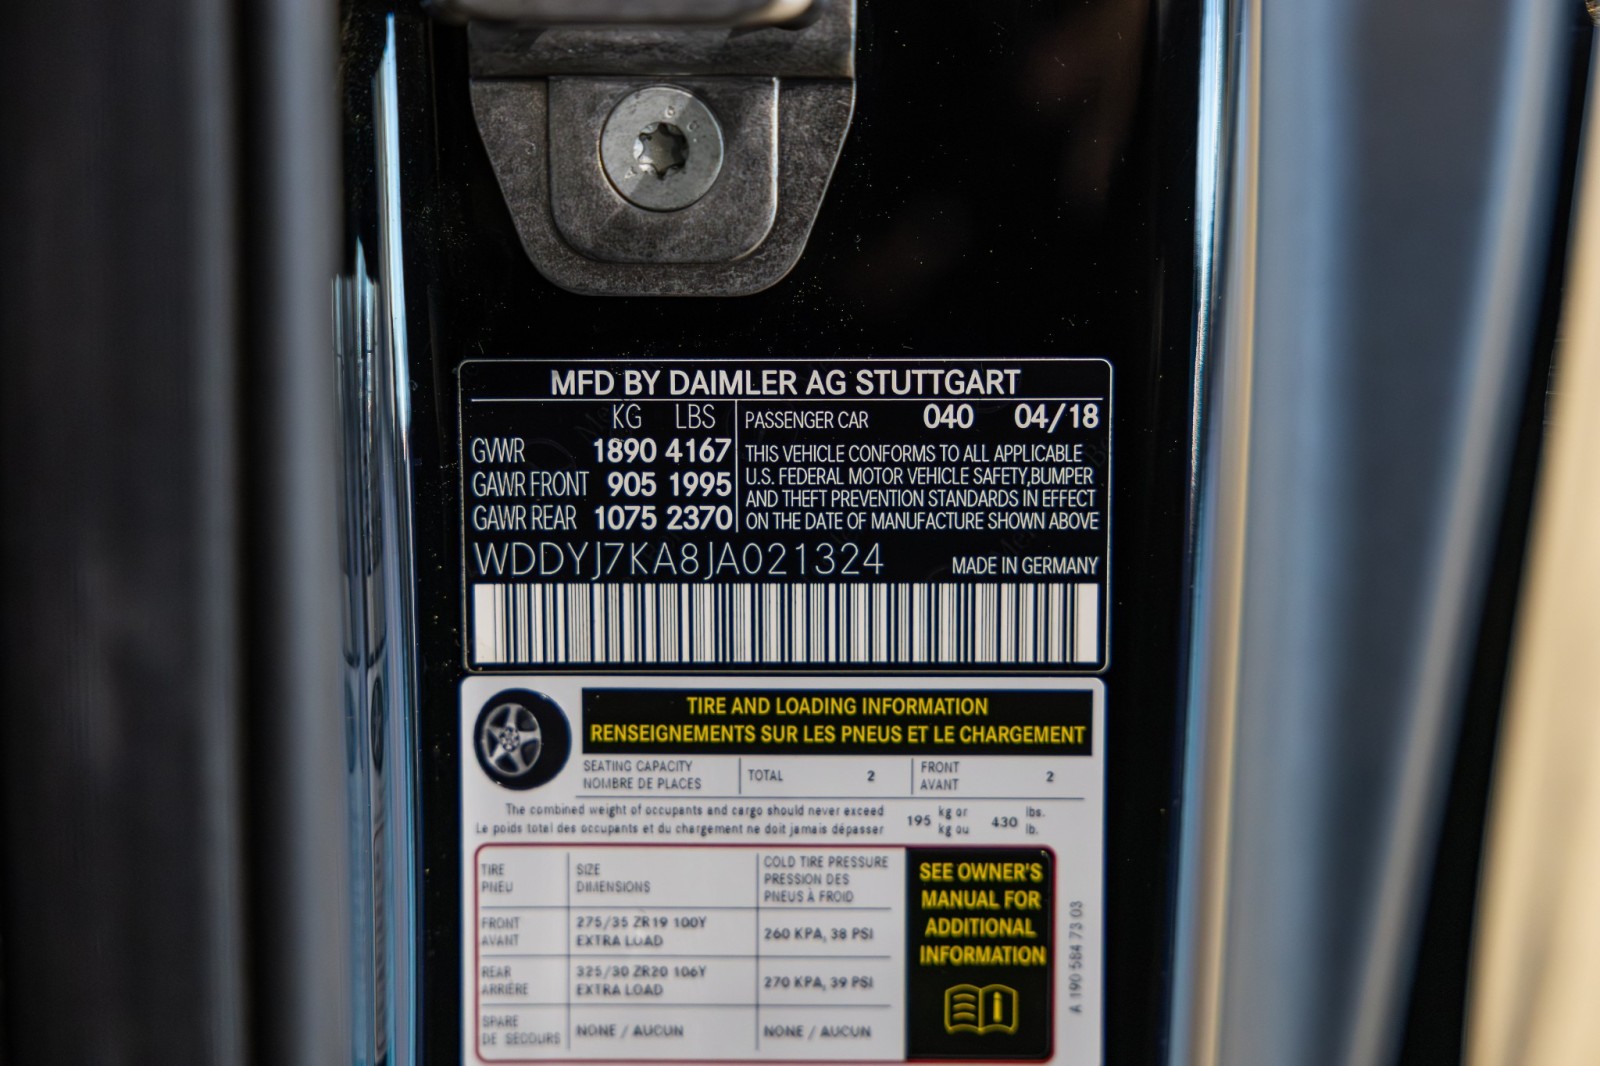 MFD BY DAIMLER AG STUTTGART
KG LBS
GVWR 1890 4167
GAWR FRONT 905 1995
GAWR REAR 1075 2370
PASSENGER CAR 040 04/18
THIS VEHICLE CONFORMS TO ALL APPLICABLE
U.S. FEDERAL MOTOR VEHICLE SAFETY,BUMPER
AND THEFT PREVENTION STANDARDS IN EFFECT
ON THE DATE OF MANUFACTURE SHOWN ABOVE
WDDYJ7KA8JA021324 MADE IN GERMANY
TIRE AND LOADING INFORMATION
RENSEIGNEMENTS SUR LES PNEUS ET LE CHARGEMENT
SEATING CAPACITY
NOMBRE DE PLACES
TOTAL 2
FRONT
AVANT
2
The combined weight of occupants and cargo should never exceed
Le poids total des occupants et du chargement ne doit jamais dépasser
195 kg or
kg ou
430 lbs.
lb.
TIRE
PNEU
SIZE
DIMENSIONS
COLD TIRE PRESSURE
PRESSION DES
PNEUS À FROID
FRONT
AVANT
275/35 ZR19 100Y
EXTRA LOAD
260 KPA, 38 PSI
REAR
ARRIÈRE
325/30 ZR20 106Y
EXTRA LOAD
270 KPA, 39 PSI
SPARE
DE SECOURS
NONE / AUCUN
NONE / AUCUN
SEE OWNER'S
MANUAL FOR
ADDITIONAL
INFORMATION
A 190 584 73 03